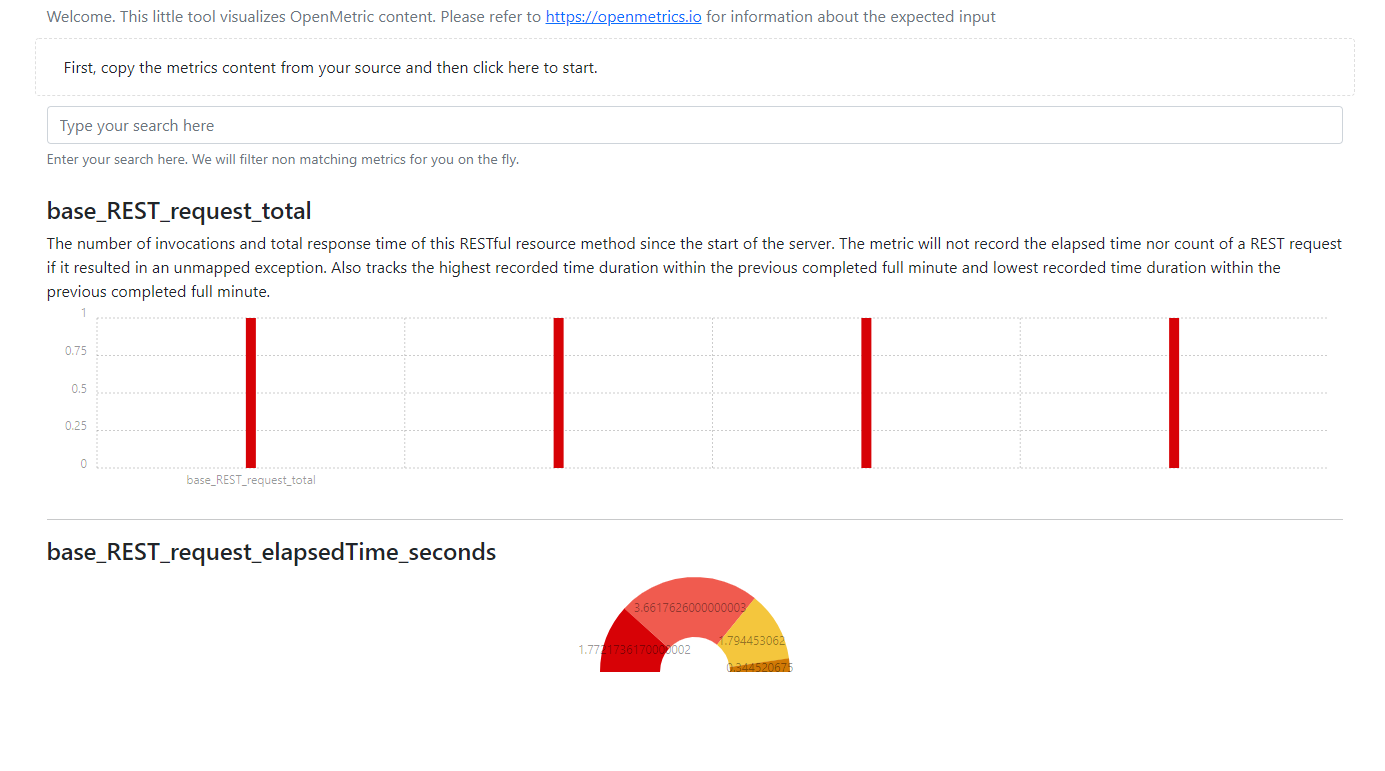 Welcome. This little tool visualizes OpenMetric content. Please refer to https://openmetrics.io for information about the expected input
First, copy the metrics content from your source and then click here to start.
Type your search here
Enter your search here. We will filter non matching metrics for you on the fly.
base_REST_request_total
The number of invocations and total response time of this RESTful resource method since the start of the server. The metric will not record the elapsed time nor count of a REST request
if it resulted in an unmapped exception. Also tracks the highest recorded time duration within the previous completed full minute and lowest recorded time duration within the
previous completed full minute.
1
0.75
0.5
0.25
0
base_REST_request_total
base_REST_request_elapsedTime_seconds
3.6617626000000003
1.794453062
1.7721736170000002
0.344520675